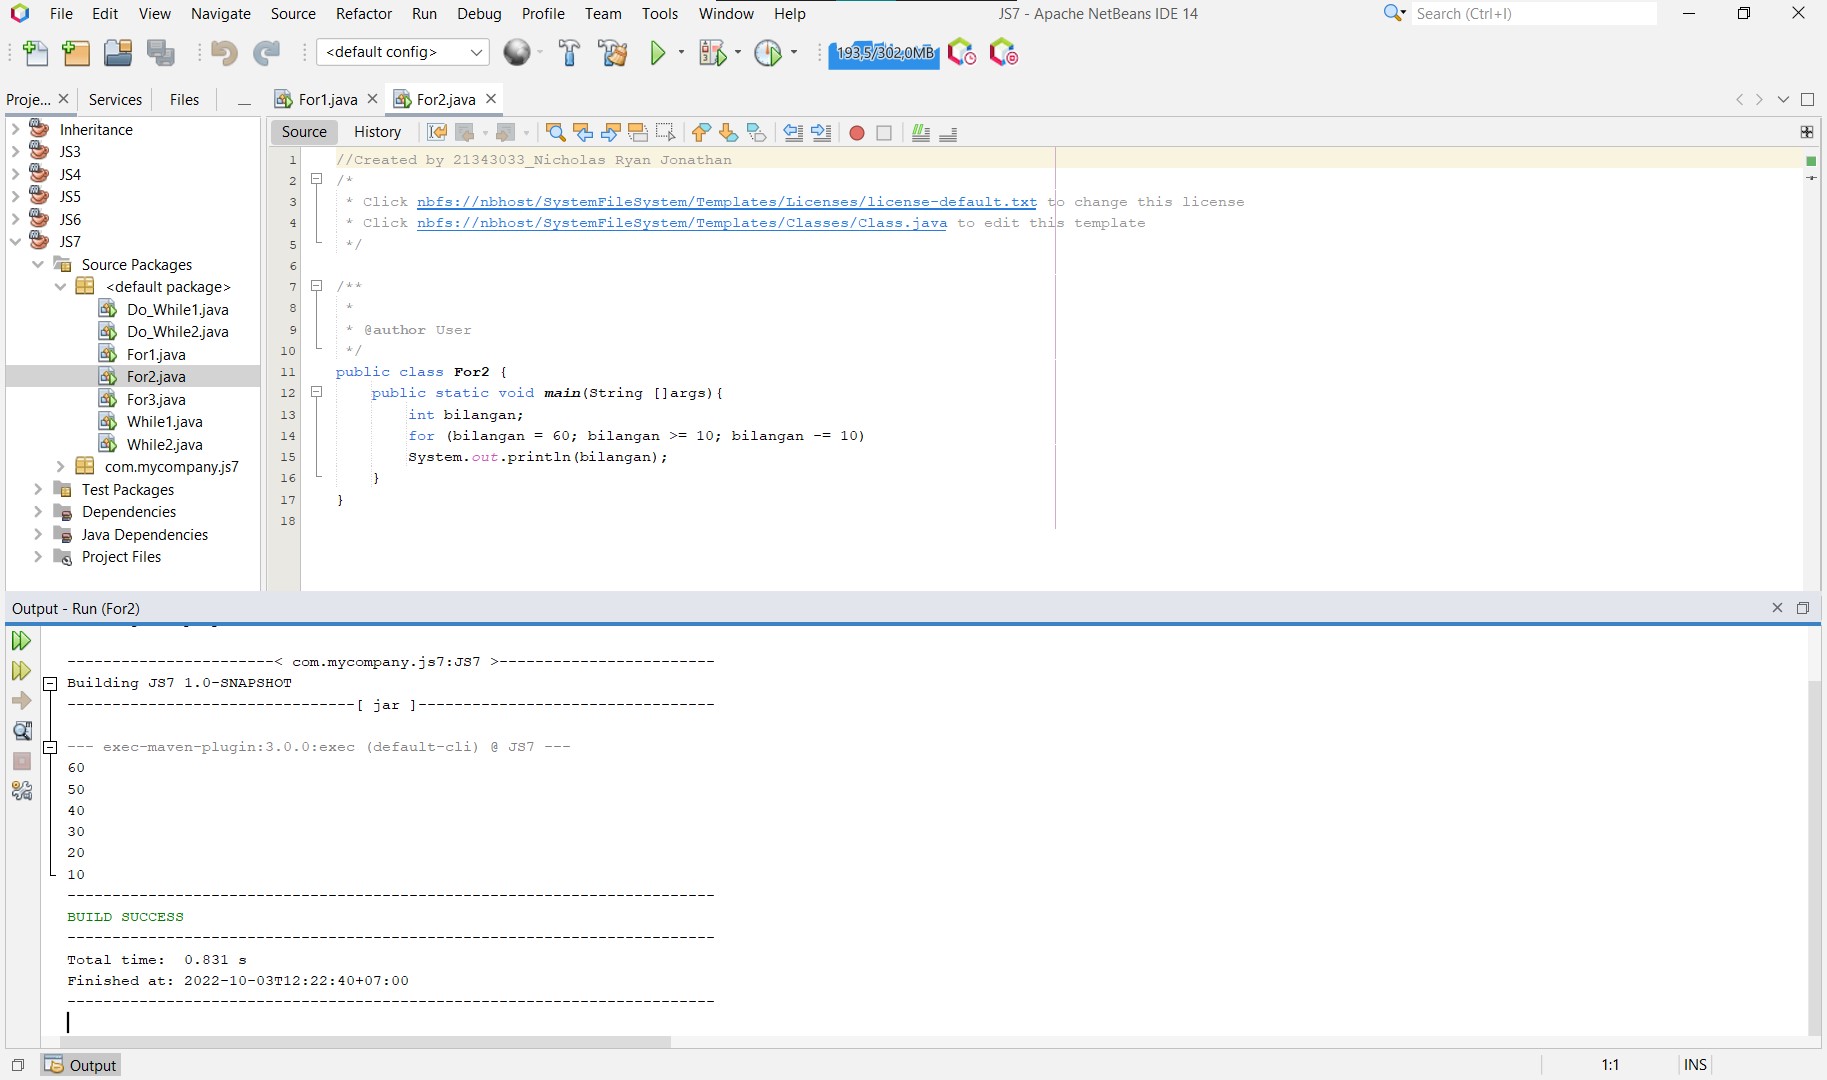 File Edit View Navigate Source Refactor Run Debug Profile Team Tools Window Help JS7 - Apache NetBeans IDE 14 Search (Ctrl+I)
<default config> 193,5/302,0MB
Proje... Services Files For1.java For2.java
Source History
Inheritance
JS3
JS4
JS5
JS6
JS7
Source Packages
<default package>
Do_While1.java
Do_While2.java
For1.java
For2.java
For3.java
While1.java
While2.java
com.mycompany.js7
Test Packages
Dependencies
Java Dependencies
Project Files
1 //Created by 21343033_Nicholas Ryan Jonathan
2 /*
3 * Click nbfs://nbhost/SystemFileSystem/Templates/Licenses/license-default.txt to change this license
4 * Click nbfs://nbhost/SystemFileSystem/Templates/Classes/Class.java to edit this template
5 */
6
7 /**
8 *
9 * @author User
10 */
11 public class For2 {
12 public static void main(String []args){
13 int bilangan;
14 for (bilangan = 60; bilangan >= 10; bilangan -= 10)
15 System.out.println(bilangan);
16 }
17 }
18
Output - Run (For2)
-----------------------< com.mycompany.js7:JS7 >------------------------
Building JS7 1.0-SNAPSHOT
--------------------------------[ jar ]---------------------------------
--- exec-maven-plugin:3.0.0:exec (default-cli) @ JS7 ---
60
50
40
30
20
10
------------------------------------------------------------------------
BUILD SUCCESS
------------------------------------------------------------------------
Total time:  0.831 s
Finished at: 2022-10-03T12:22:40+07:00
------------------------------------------------------------------------
Output 1:1 INS